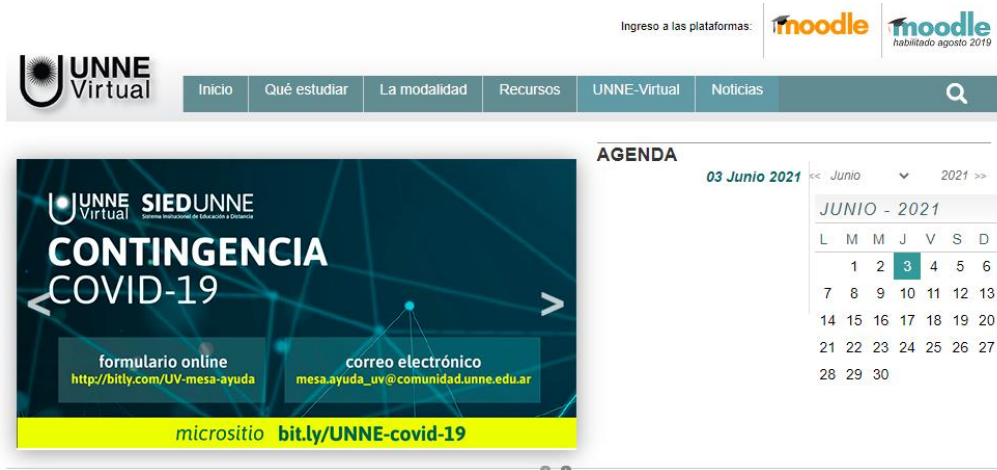 Ingreso a las plataformas:
moodle
moodle
habilitado agosto 2019
UNNE
Virtual
Inicio
Qué estudiar
La modalidad
Recursos
UNNE-Virtual
Noticias
AGENDA
03 Junio 2021
<< Junio 2021 >>
JUNIO - 2021
L M M J V S D
1 2 3 4 5 6
7 8 9 10 11 12 13
14 15 16 17 18 19 20
21 22 23 24 25 26 27
28 29 30
UNNE
Virtual
SIEDUNNE
Sistema Institucional de Educación a Distancia
CONTINGENCIA
COVID-19
< >
formulario online
http://bitly.com/UV-mesa-ayuda
correo electrónico
mesa.ayuda_uv@comunidad.unne.edu.ar
micrositio bit.ly/UNNE-covid-19